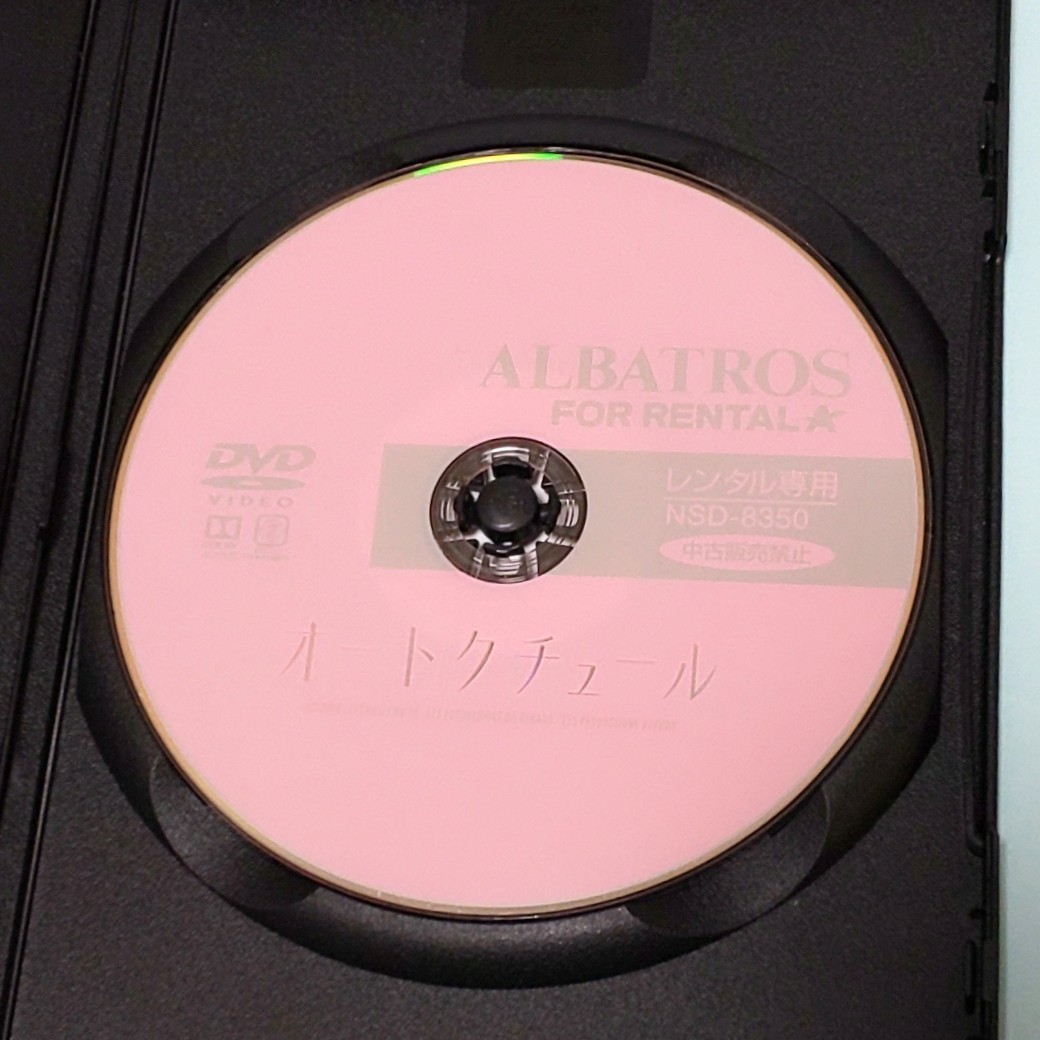 ALBATROS
FOR RENTAL
DVD
VIDEO
レンタル専用
NSD-8350
中古販売禁止
オートクチュール